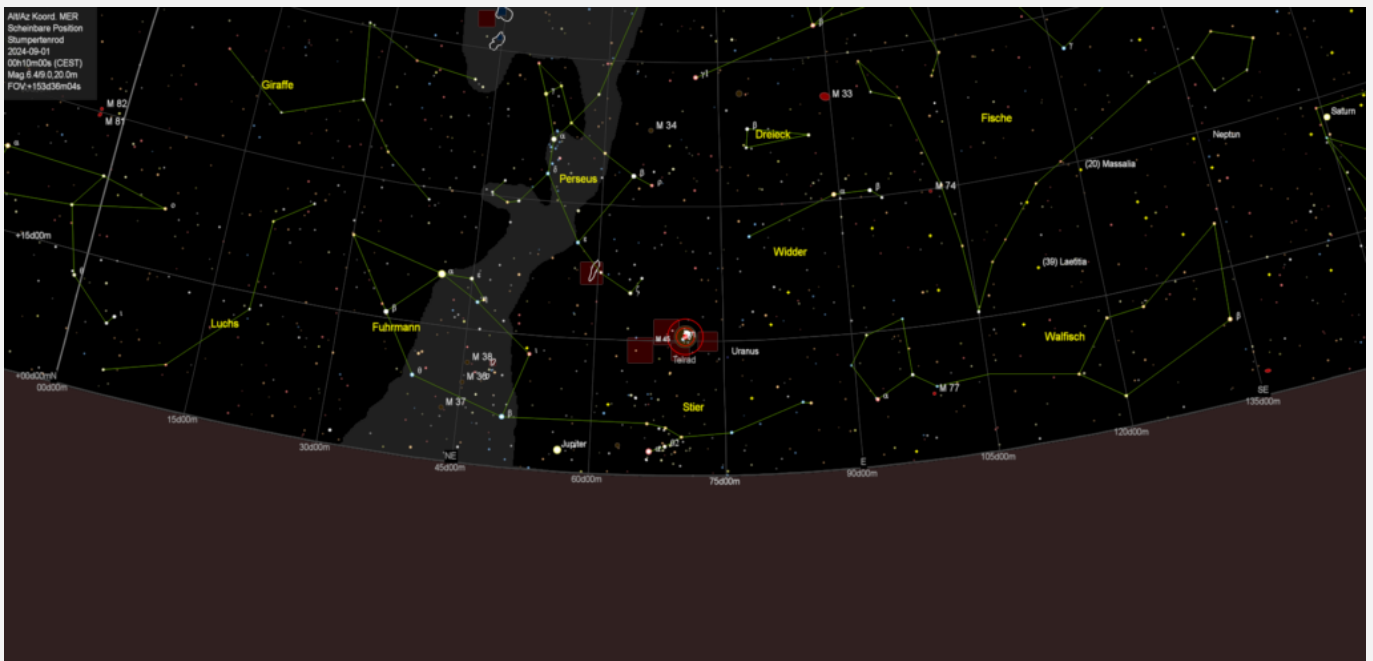 Alt/Az Koord. MER
Scheinbare Position
Stumpertenrod
2024-09-01
00h10m00s (CEST)
Mag:6.4/9.0,20.0m
FOV:+153d36m04s
β
γ
Giraffe
γ1
M 82
M 81
M 33
Saturn
M 34
Fische
β
Dreieck
Neptun
α
α
δ
(20) Massalia
Perseus
β
ρ
M 74
α
β
ο
+15d00m
ε
Widder
(39) Laetitia
θ
α
ε
ι
β
η
Luchs
Fuhrmann
M 45
Telrad
Uranus
Walfisch
β
ι
M 38
M 36
θ
+00d00mN
00d00m
M 77
M 37
Stier
α
SE
135d00m
β
15d00m
120d00m
30d00m
Jupiter
NE
45d00m
E
90d00m
105d00m
60d00m
75d00m